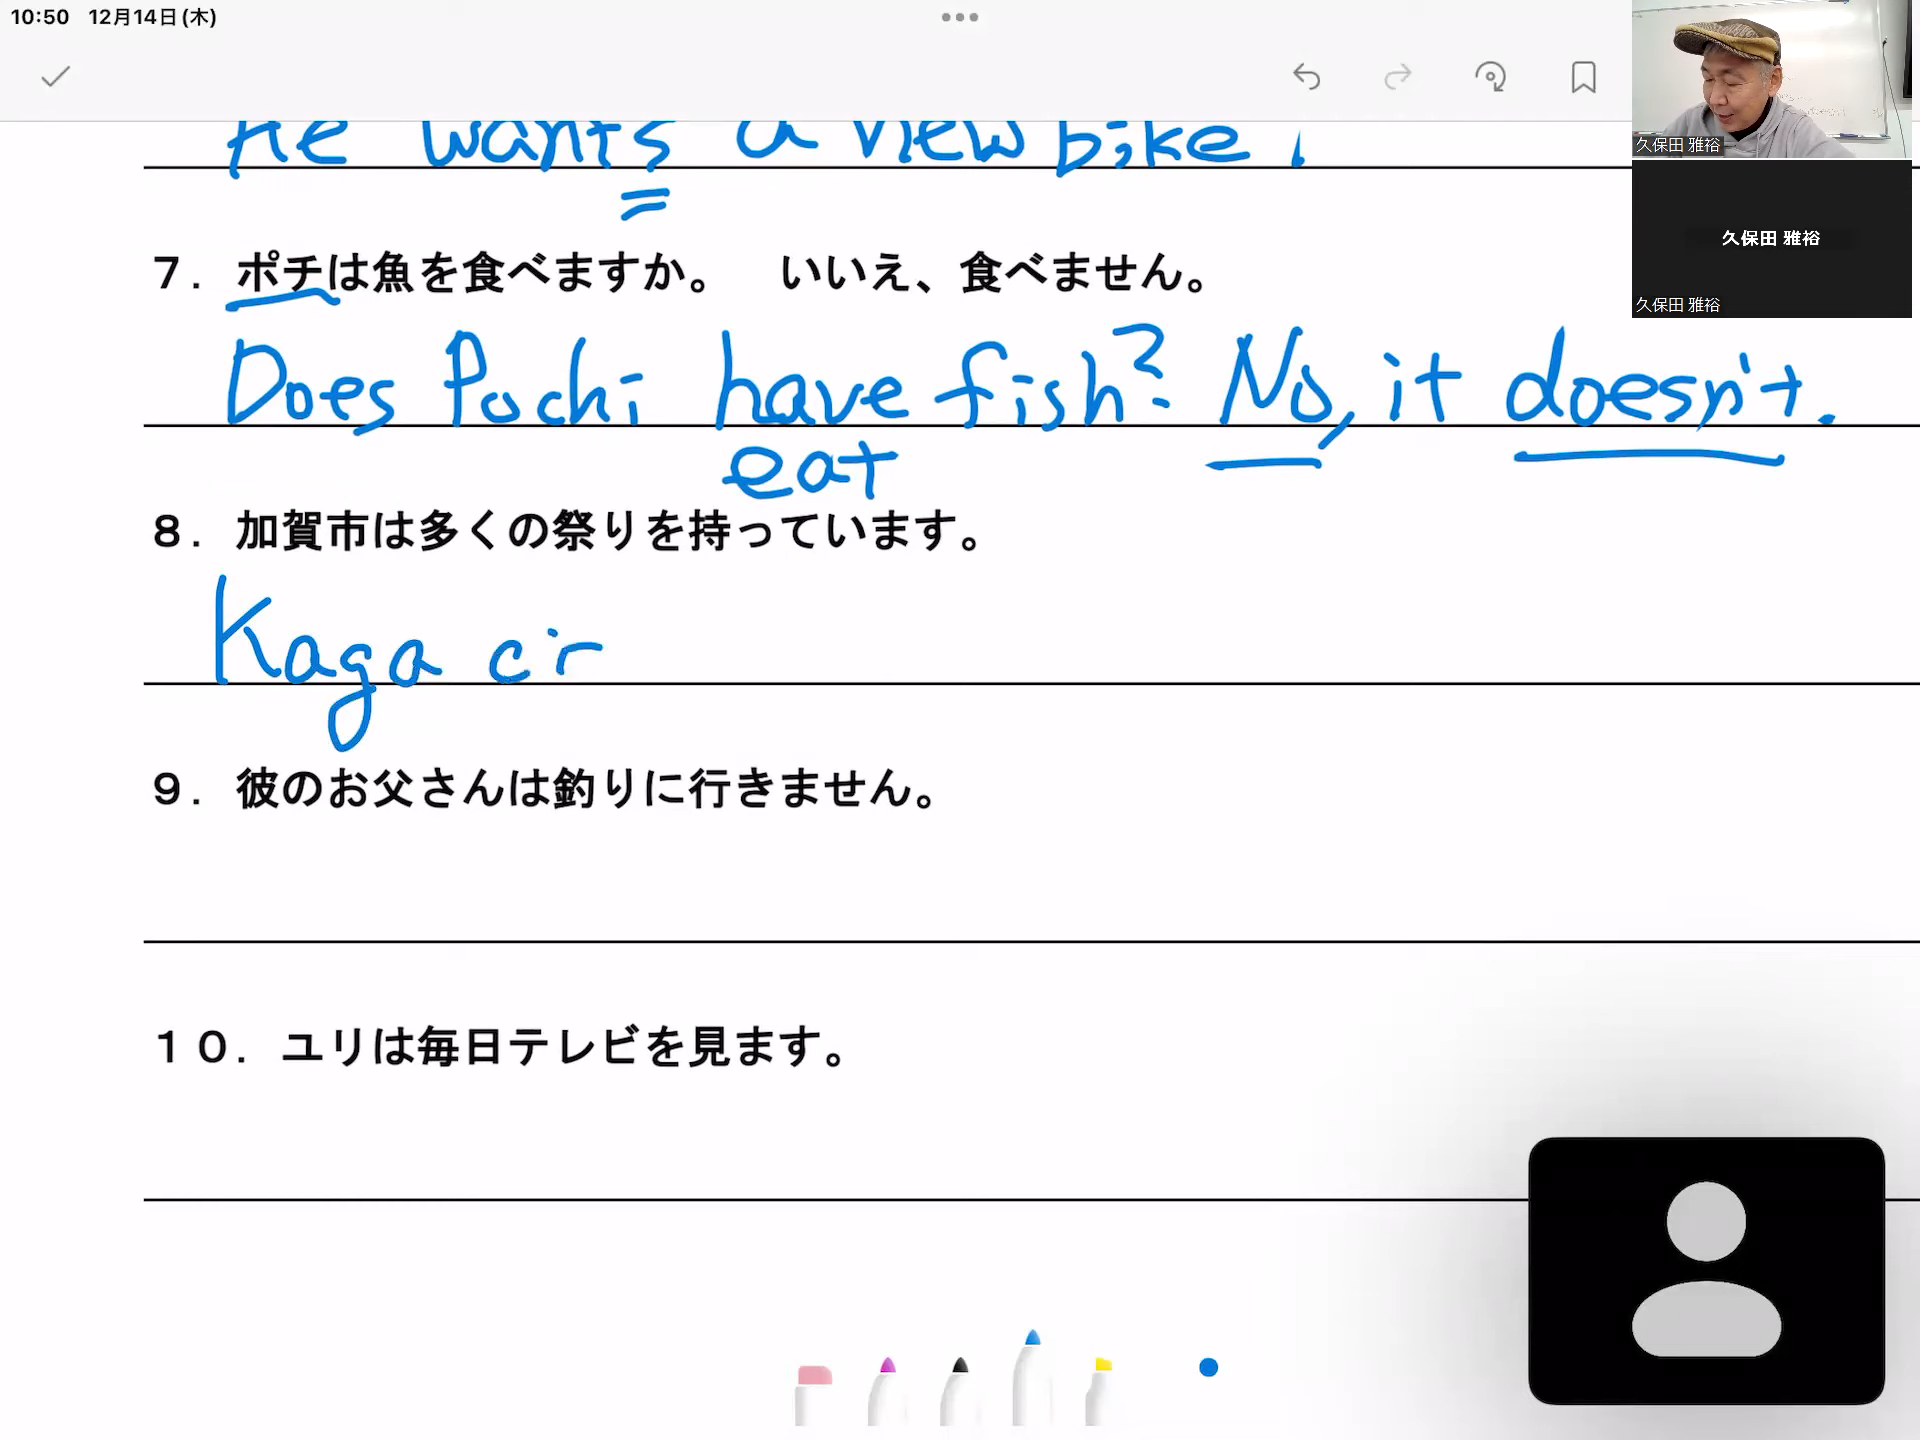 10:50 12月14日(木)
久保田 雅裕
久保田 雅裕
久保田 雅裕
He wants a new bike.
7. ポチは魚を食べますか。 いいえ、食べません。
Does Pochi have fish? No, it doesn't.
eat
8. 加賀市は多くの祭りを持っています。
Kaga ci
9. 彼のお父さんは釣りに行きません。
10. ユリは毎日テレビを見ます。